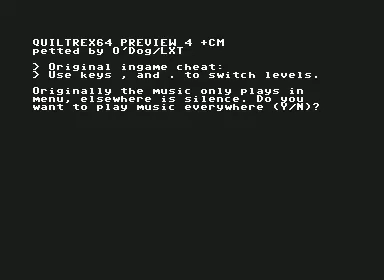 QUILTREX64 PREVIEW 4 +CM
petted by O'Dog/LXT
> Original ingame cheat:
> Use keys , and . to switch levels.
Originally the music only plays in
menu, elsewhere is silence. Do you
want to play music everywhere (Y/N)?